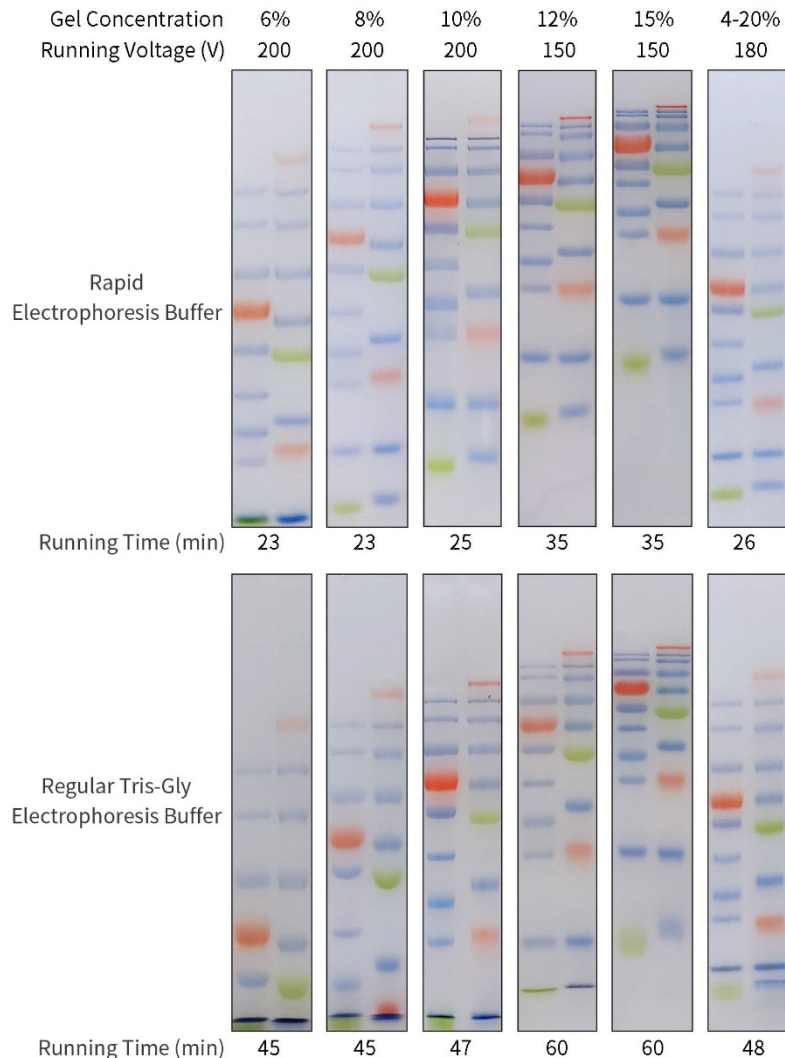 Gel Concentration 6% 8% 10% 12% 15% 4-20%
Running Voltage (V) 200 200 200 150 150 180
Rapid
Electrophoresis Buffer
Running Time (min) 23 23 25 35 35 26
Regular Tris-Gly
Electrophoresis Buffer
Running Time (min) 45 45 47 60 60 48